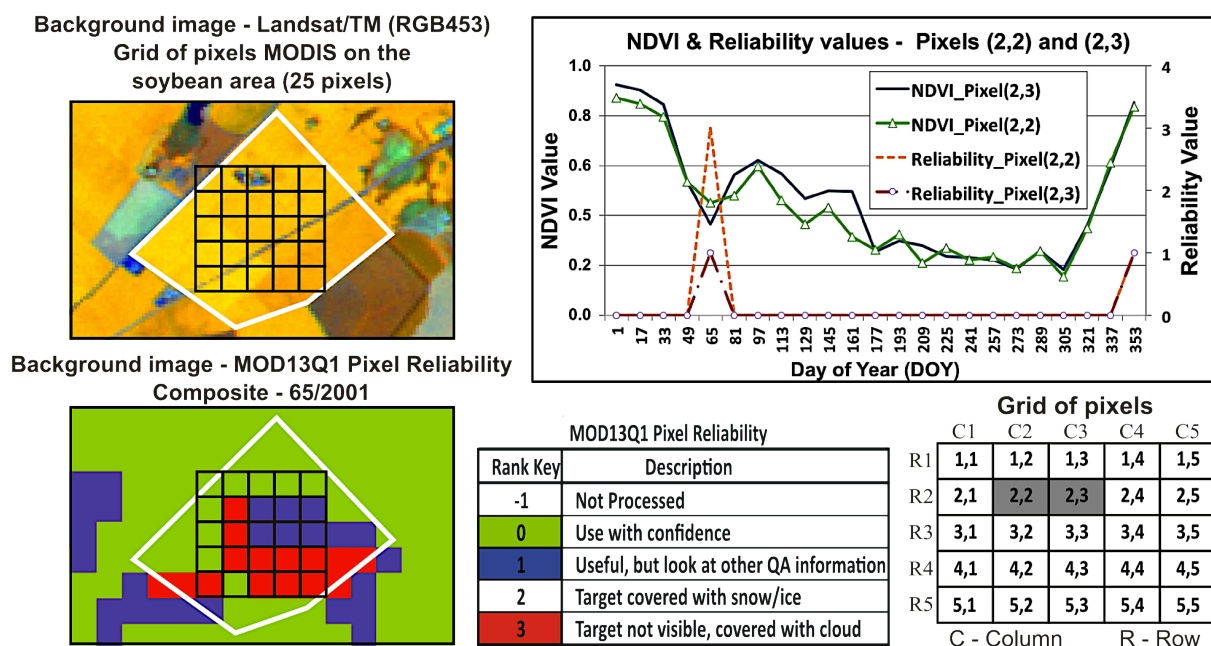 Background image - Landsat/TM (RGB453)
Grid of pixels MODIS on the
soybean area (25 pixels)
Background image - MOD13Q1 Pixel Reliability
Composite - 65/2001
NDVI & Reliability values - Pixels (2,2) and (2,3)
NDVI Value
1.0
0.8
0.6
0.5
0.2
0.0
NDVI_Pixel(2,3)
NDVI_Pixel(2,2)
Reliability_Pixel(2,2)
Reliability_Pixel(2,3)
4
3
2
1
0
Reliability Value
1 17 33 49 65 81 97 113 129 145 161 177 193 209 225 241 257 273 289 305 321 337 353
Day of Year (DOY)
MOD13Q1 Pixel Reliability
Rank Key Description
-1 Not Processed
0 Use with confidence
1 Useful, but look at other QA information
2 Target covered with snow/ice
3 Target not visible, covered with cloud
Grid of pixels
C1 C2 C3 C4 C5
R1 1,1 1,2 1,3 1,4 1,5
R2 2,1 2,2 2,3 2,4 2,5
R3 3,1 3,2 3,3 3,4 3,5
R4 4,1 4,2 4,3 4,4 4,5
R5 5,1 5,2 5,3 5,4 5,5
C - Column R - Row